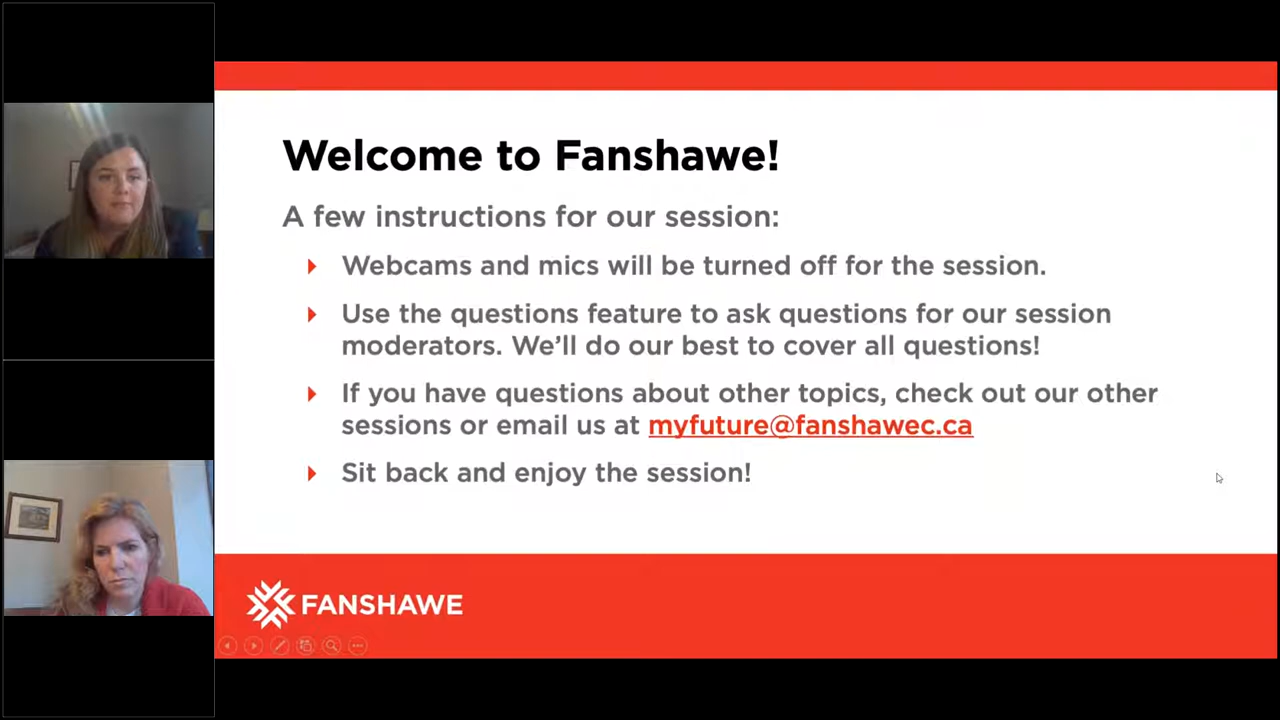 Welcome to Fanshawe!
A few instructions for our session:
Webcams and mics will be turned off for the session.
Use the questions feature to ask questions for our session
moderators. We'll do our best to cover all questions!
If you have questions about other topics, check out our other
sessions or email us at myfuture@fanshawec.ca
Sit back and enjoy the session!
FANSHAWE